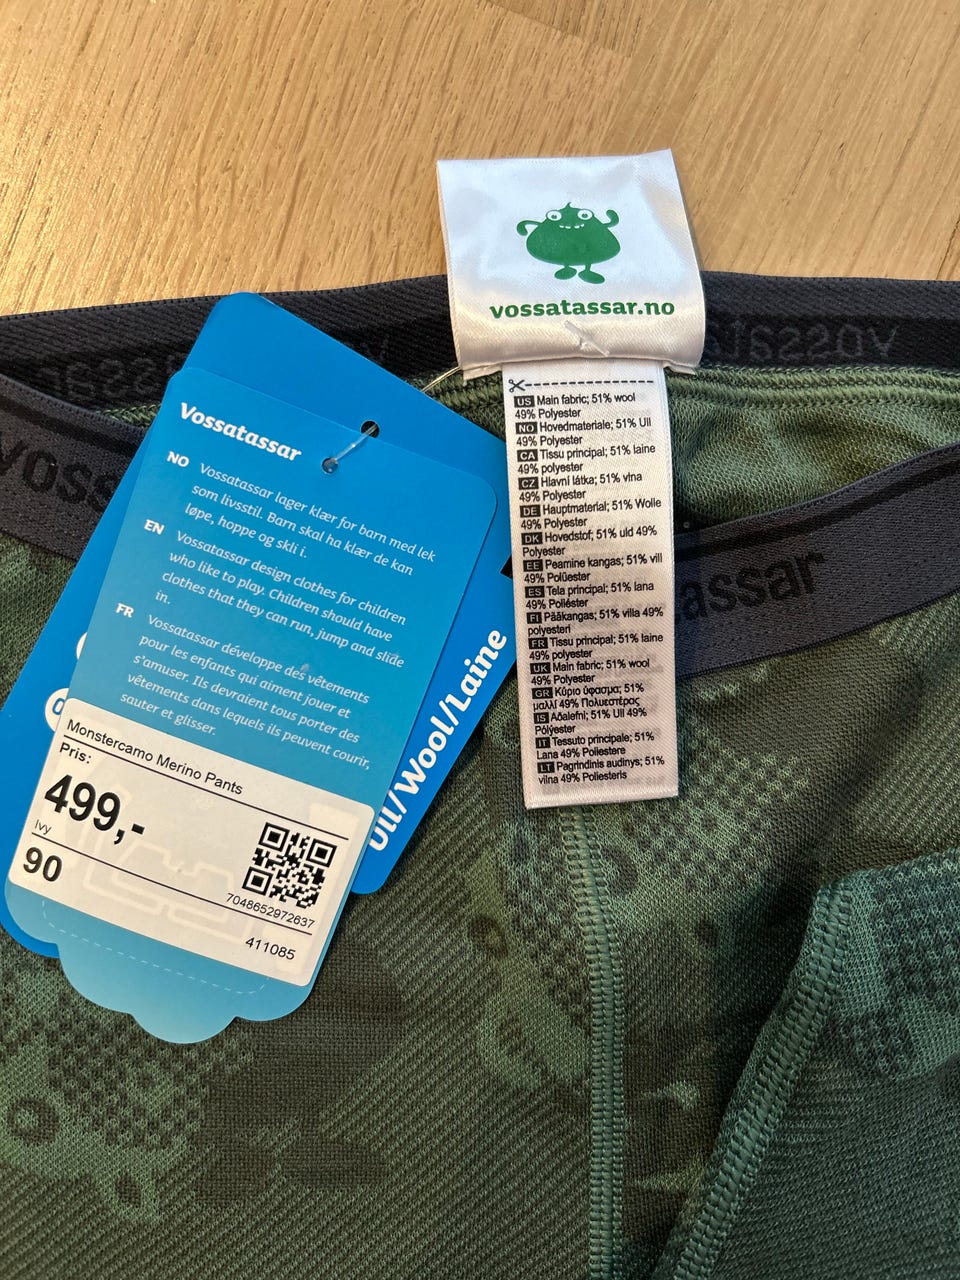 vossatassar.no
US Main fabric; 51% wool
49% Polyester
NO Hovedmateriale; 51% Ull
49% Polyester
CA Tissu principal; 51% laine
49% polyester
CZ Hlavní látka; 51% vlna
49% Polyester
DE Hauptmaterial; 51% Wolle
49% Polyester
DK Hovedstof; 51% uld 49%
Polyester
EE Peamine kangas; 51% vill
49% Polüester
ES Tela principal; 51% lana
49% Poliéster
FI Pääkangas; 51% villa 49%
polyesteri
FR Tissu principal; 51% laine
49% polyester
UK Main fabric; 51% wool
49% Polyester
GR Κύριο ύφασμα; 51%
μαλλί 49% Πολυεστέρας
IS Aðalefni; 51% Ull 49%
Pólýester
IT Tessuto principale; 51%
Lana 49% Poliestere
LT Pagrindinis audinys; 51%
vilna 49% Poliesteris
Vossatassar
NO Vossatassar lager klær for barn med lek
som livsstil. Barn skal ha klær de kan
løpe, hoppe og skli i.
EN Vossatassar design clothes for children
who like to play. Children should have
clothes that they can run, jump and slide
in.
FR Vossatassar développe des vêtements
pour les enfants qui aiment jouer et
s'amuser. Ils devraient tous porter des
vêtements dans lequels ils peuvent courir,
sauter et glisser.
Ull/Wool/Laine
Monstercamo Merino Pants
Pris:
499,-
Ivy
90
7048652972637
411085
voss
tassar
vossata